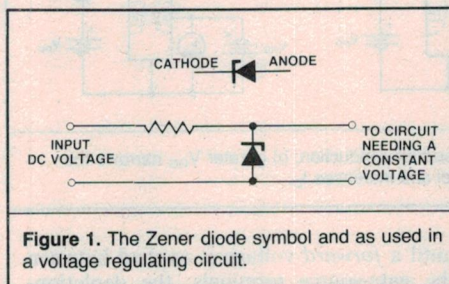 CATHODE ANODE
INPUT
DC VOLTAGE
TO CIRCUIT
NEEDING A
CONSTANT
VOLTAGE
Figure 1. The Zener diode symbol and as used in
a voltage regulating circuit.